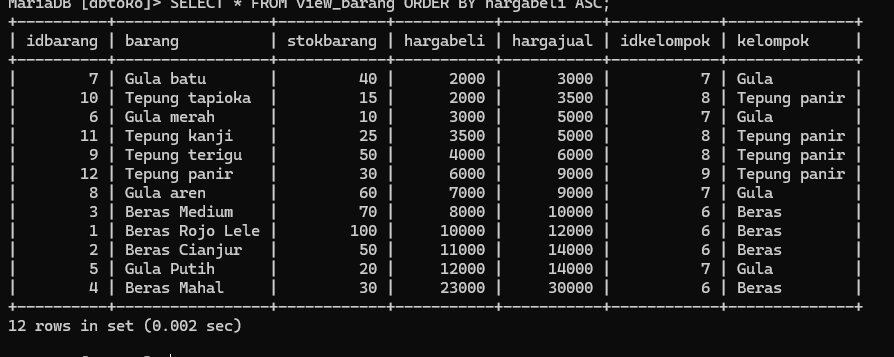 MariaDB [dbtoko]> SELECT * FROM view_barang ORDER BY hargabeli ASC;
+----------+-----------------+------------+-----------+-----------+------------+--------------+
| idbarang | barang          | stokbarang | hargabeli | hargajual | idkelompok | kelompok     |
+----------+-----------------+------------+-----------+-----------+------------+--------------+
|        7 | Gula batu       |         40 |      2000 |      3000 |          7 | Gula         |
|       10 | Tepung tapioka  |         15 |      2000 |      3500 |          8 | Tepung panir |
|        6 | Gula merah      |         10 |      3000 |      5000 |          7 | Gula         |
|       11 | Tepung kanji    |         25 |      3500 |      5000 |          8 | Tepung panir |
|        9 | Tepung terigu   |         50 |      4000 |      6000 |          8 | Tepung panir |
|       12 | Tepung panir    |         30 |      6000 |      9000 |          9 | Tepung panir |
|        8 | Gula aren       |         60 |      7000 |      9000 |          7 | Gula         |
|        3 | Beras Medium    |         70 |      8000 |     10000 |          6 | Beras        |
|        1 | Beras Rojo Lele |        100 |     10000 |     12000 |          6 | Beras        |
|        2 | Beras Cianjur   |         50 |     11000 |     14000 |          6 | Beras        |
|        5 | Gula Putih      |         20 |     12000 |     14000 |          7 | Gula         |
|        4 | Beras Mahal     |         30 |     23000 |     30000 |          6 | Beras        |
+----------+-----------------+------------+-----------+-----------+------------+--------------+
12 rows in set (0.002 sec)